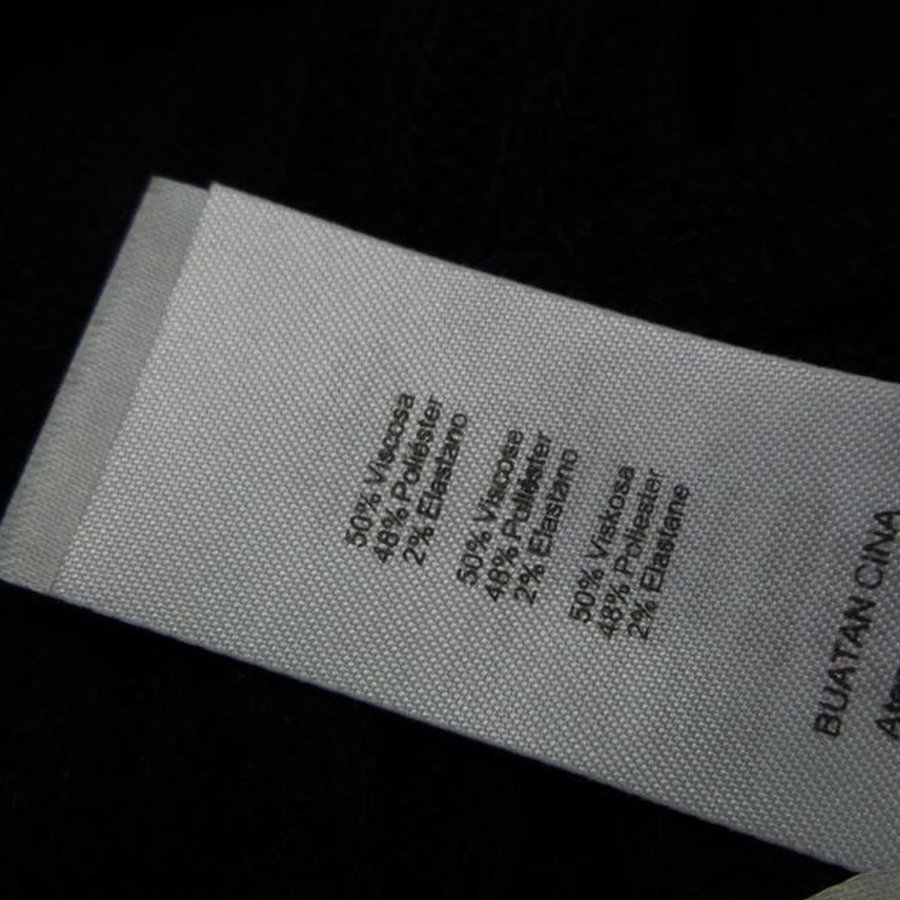 50% Viscosa
48% Poliéster
2% Elastano
50% Viscose
48% Poliéster
2% Elastano
50% Viskosa
48% Poliester
2% Elastane
BUATAN CINA